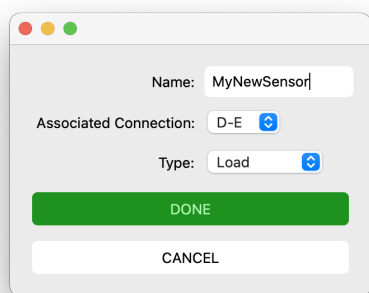 Name: MyNewSensor
Associated Connection: D-E
Type: Load
DONE
CANCEL